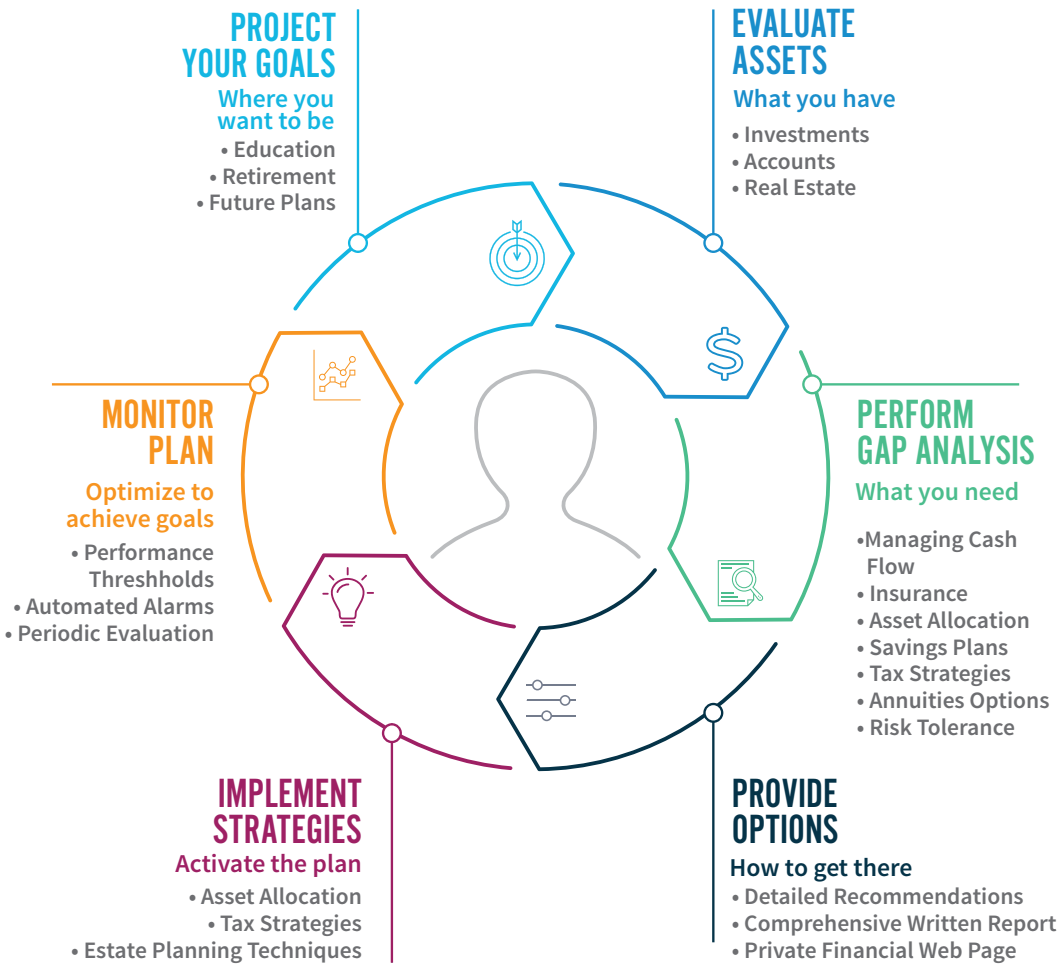 PROJECT
YOUR GOALS
Where you
want to be
• Education
• Retirement
• Future Plans
EVALUATE
ASSETS
What you have
• Investments
• Accounts
• Real Estate
PERFORM
GAP ANALYSIS
What you need
•Managing Cash
Flow
• Insurance
• Asset Allocation
• Savings Plans
• Tax Strategies
• Annuities Options
• Risk Tolerance
PROVIDE
OPTIONS
How to get there
• Detailed Recommendations
• Comprehensive Written Report
• Private Financial Web Page
IMPLEMENT
STRATEGIES
Activate the plan
• Asset Allocation
• Tax Strategies
• Estate Planning Techniques
MONITOR
PLAN
Optimize to
achieve goals
• Performance
Threshholds
• Automated Alarms
• Periodic Evaluation
$